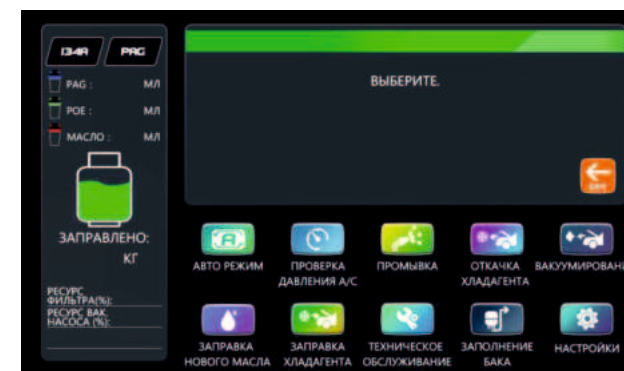 134A PAG
PAG : МЛ
POE : МЛ
МАСЛО : МЛ
ЗАПРАВЛЕНО:
КГ
РЕСУРС
ФИЛЬТРА(%):
РЕСУРС ВАК.
НАСОСА (%):
ВЫБЕРИТЕ.
АВТО РЕЖИМ
ПРОВЕРКА
ДАВЛЕНИЯ А/С
ПРОМЫВКА
ОТКАЧКА
ХЛАДАГЕНТА
ВАКУУМИРОВАНИ
ЗАПРАВКА
НОВОГО МАСЛА
ЗАПРАВКА
ХЛАДАГЕНТА
ТЕХНИЧЕСКОЕ
ОБСЛУЖИВАНИЕ
ЗАПОЛНЕНИЕ
БАКА
НАСТРОЙКИ